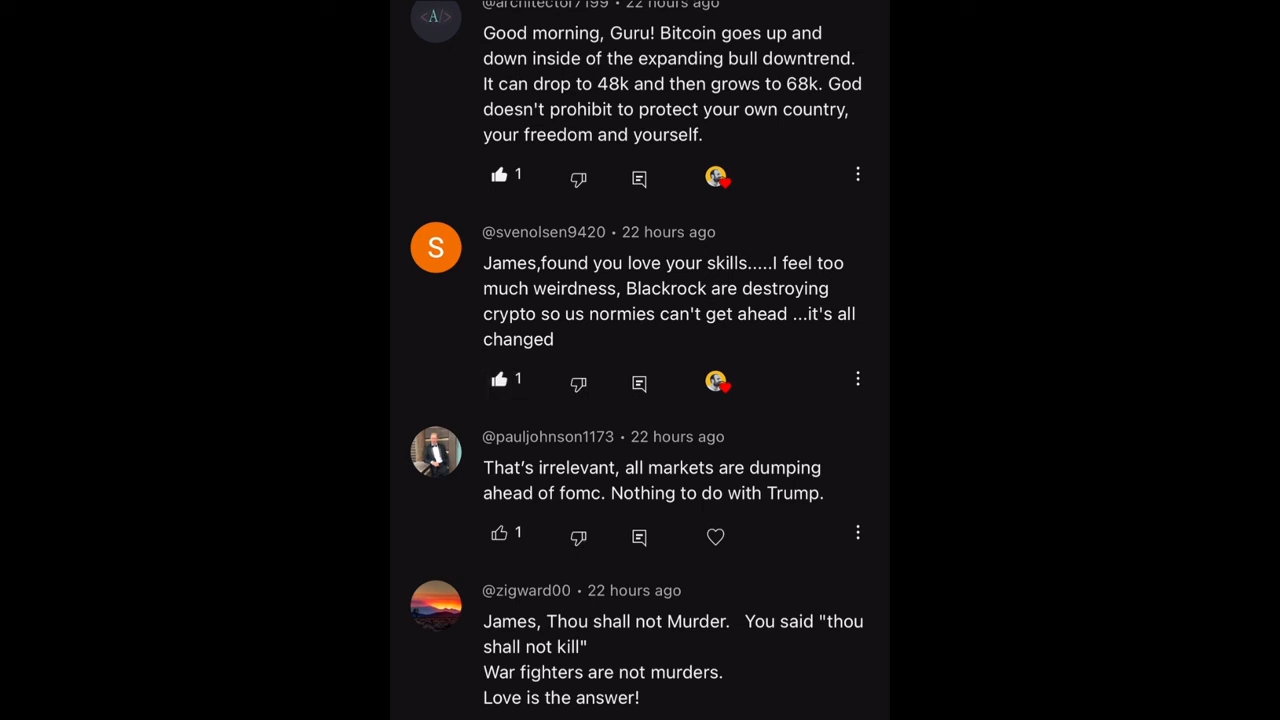 <A/>
@architector7199 • 22 hours ago
Good morning, Guru! Bitcoin goes up and
down inside of the expanding bull downtrend.
It can drop to 48k and then grows to 68k. God
doesn't prohibit to protect your own country,
your freedom and yourself.
1
S
@svenolsen9420 • 22 hours ago
James,found you love your skills.....I feel too
much weirdness, Blackrock are destroying
crypto so us normies can't get ahead ...it's all
changed
1
@pauljohnson1173 • 22 hours ago
That’s irrelevant, all markets are dumping
ahead of fomc. Nothing to do with Trump.
1
@zigward00 • 22 hours ago
James, Thou shall not Murder.   You said "thou
shall not kill"
War fighters are not murders.
Love is the answer!